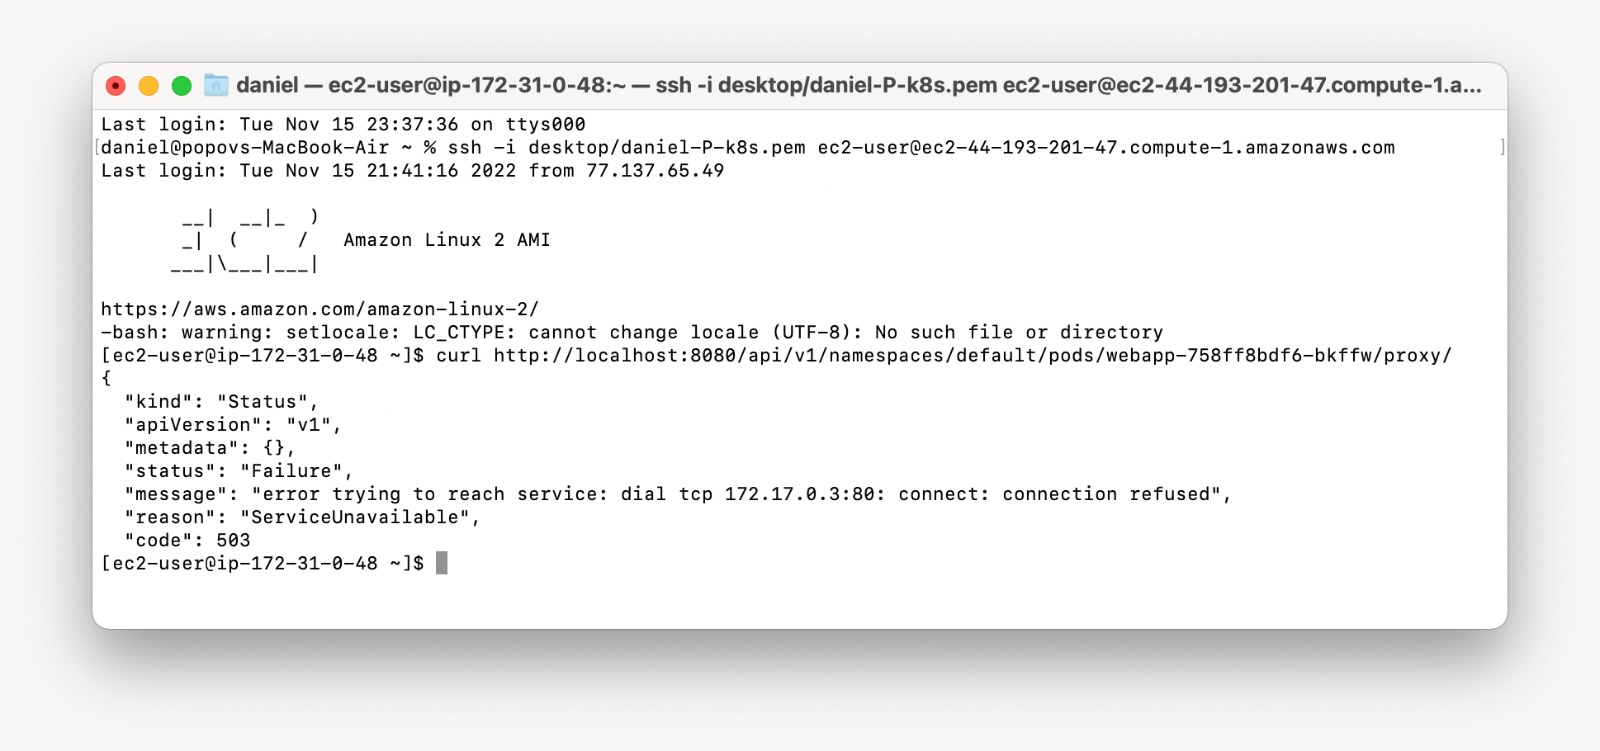 daniel — ec2-user@ip-172-31-0-48:~ — ssh -i desktop/daniel-P-k8s.pem ec2-user@ec2-44-193-201-47.compute-1.a...
Last login: Tue Nov 15 23:37:36 on ttys000
[daniel@popovs-MacBook-Air ~ % ssh -i desktop/daniel-P-k8s.pem ec2-user@ec2-44-193-201-47.compute-1.amazonaws.com ]
Last login: Tue Nov 15 21:41:16 2022 from 77.137.65.49
       __|  __|_  )
       _|  (     /   Amazon Linux 2 AMI
      ___|\___|___|
https://aws.amazon.com/amazon-linux-2/
-bash: warning: setlocale: LC_CTYPE: cannot change locale (UTF-8): No such file or directory
[ec2-user@ip-172-31-0-48 ~]$ curl http://localhost:8080/api/v1/namespaces/default/pods/webapp-758ff8bdf6-bkffw/proxy/
{
  "kind": "Status",
  "apiVersion": "v1",
  "metadata": {},
  "status": "Failure",
  "message": "error trying to reach service: dial tcp 172.17.0.3:80: connect: connection refused",
  "reason": "ServiceUnavailable",
  "code": 503
[ec2-user@ip-172-31-0-48 ~]$